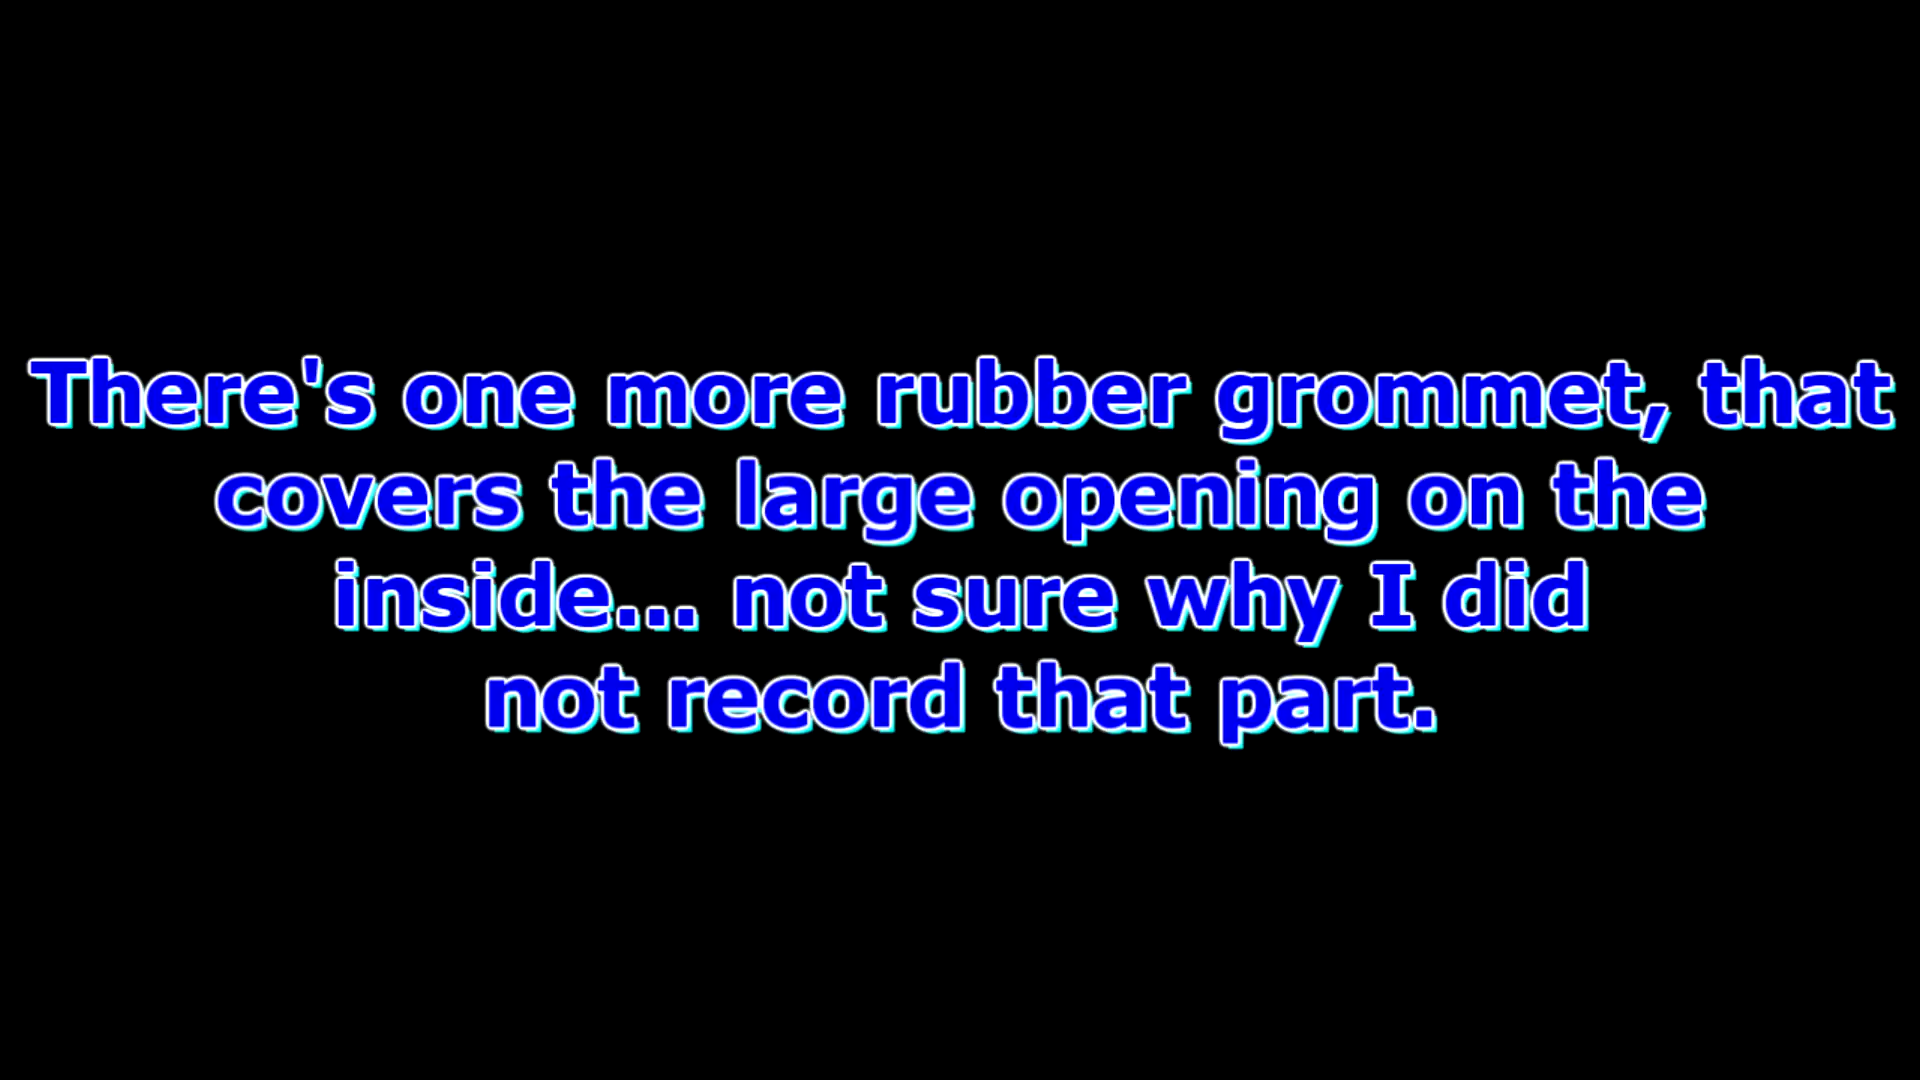 There's one more rubber grommet, that
covers the large opening on the
inside... not sure why I did
not record that part.